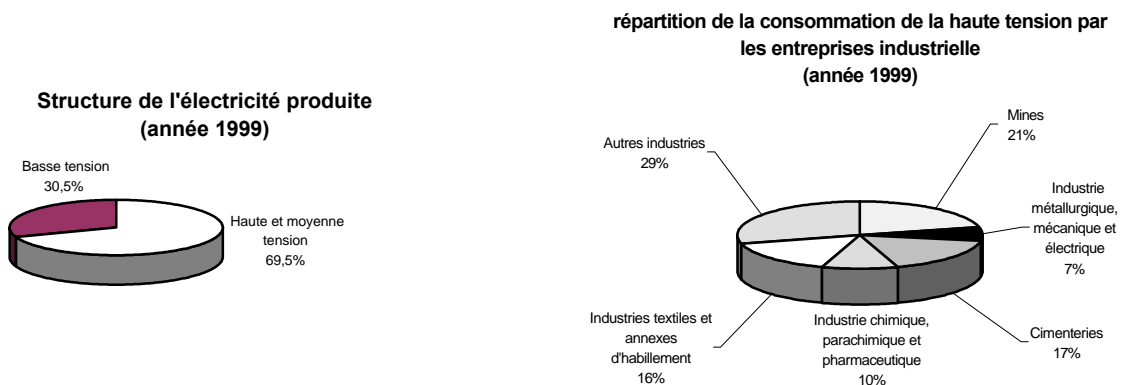 Structure de l'électricité produite
(année 1999)
Basse tension
30,5%
Haute et moyenne
tension
69,5%
répartition de la consommation de la haute tension par
les entreprises industrielle
(année 1999)
Mines
21%
Industrie
métallurgique,
mécanique et
électrique
7%
Cimenteries
17%
Industrie chimique,
parachimique et
pharmaceutique
10%
Industries textiles et
annexes
d'habillement
16%
Autres industries
29%